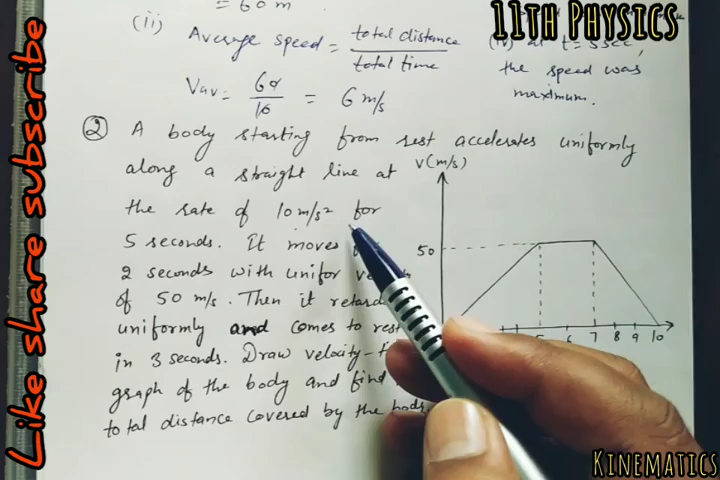 = 60 m
11th Physics
(ii) Average speed = total distance / total time
(iv) at t = 5 sec,
the speed was
maximum.
Vav = 60/10 = 6 m/s
② A body starting from rest accelerates uniformly
along a straight line at
the rate of 10 m/s² for
5 seconds. It moves
2 seconds with unifor
of 50 m/s. Then it retard
uniformly and comes to rest
in 3 seconds. Draw velocity-
graph of the body and find
total distance covered by the body.
V(m/s)
50
5 7 8 9 10
Like share subscribe
Kinematics